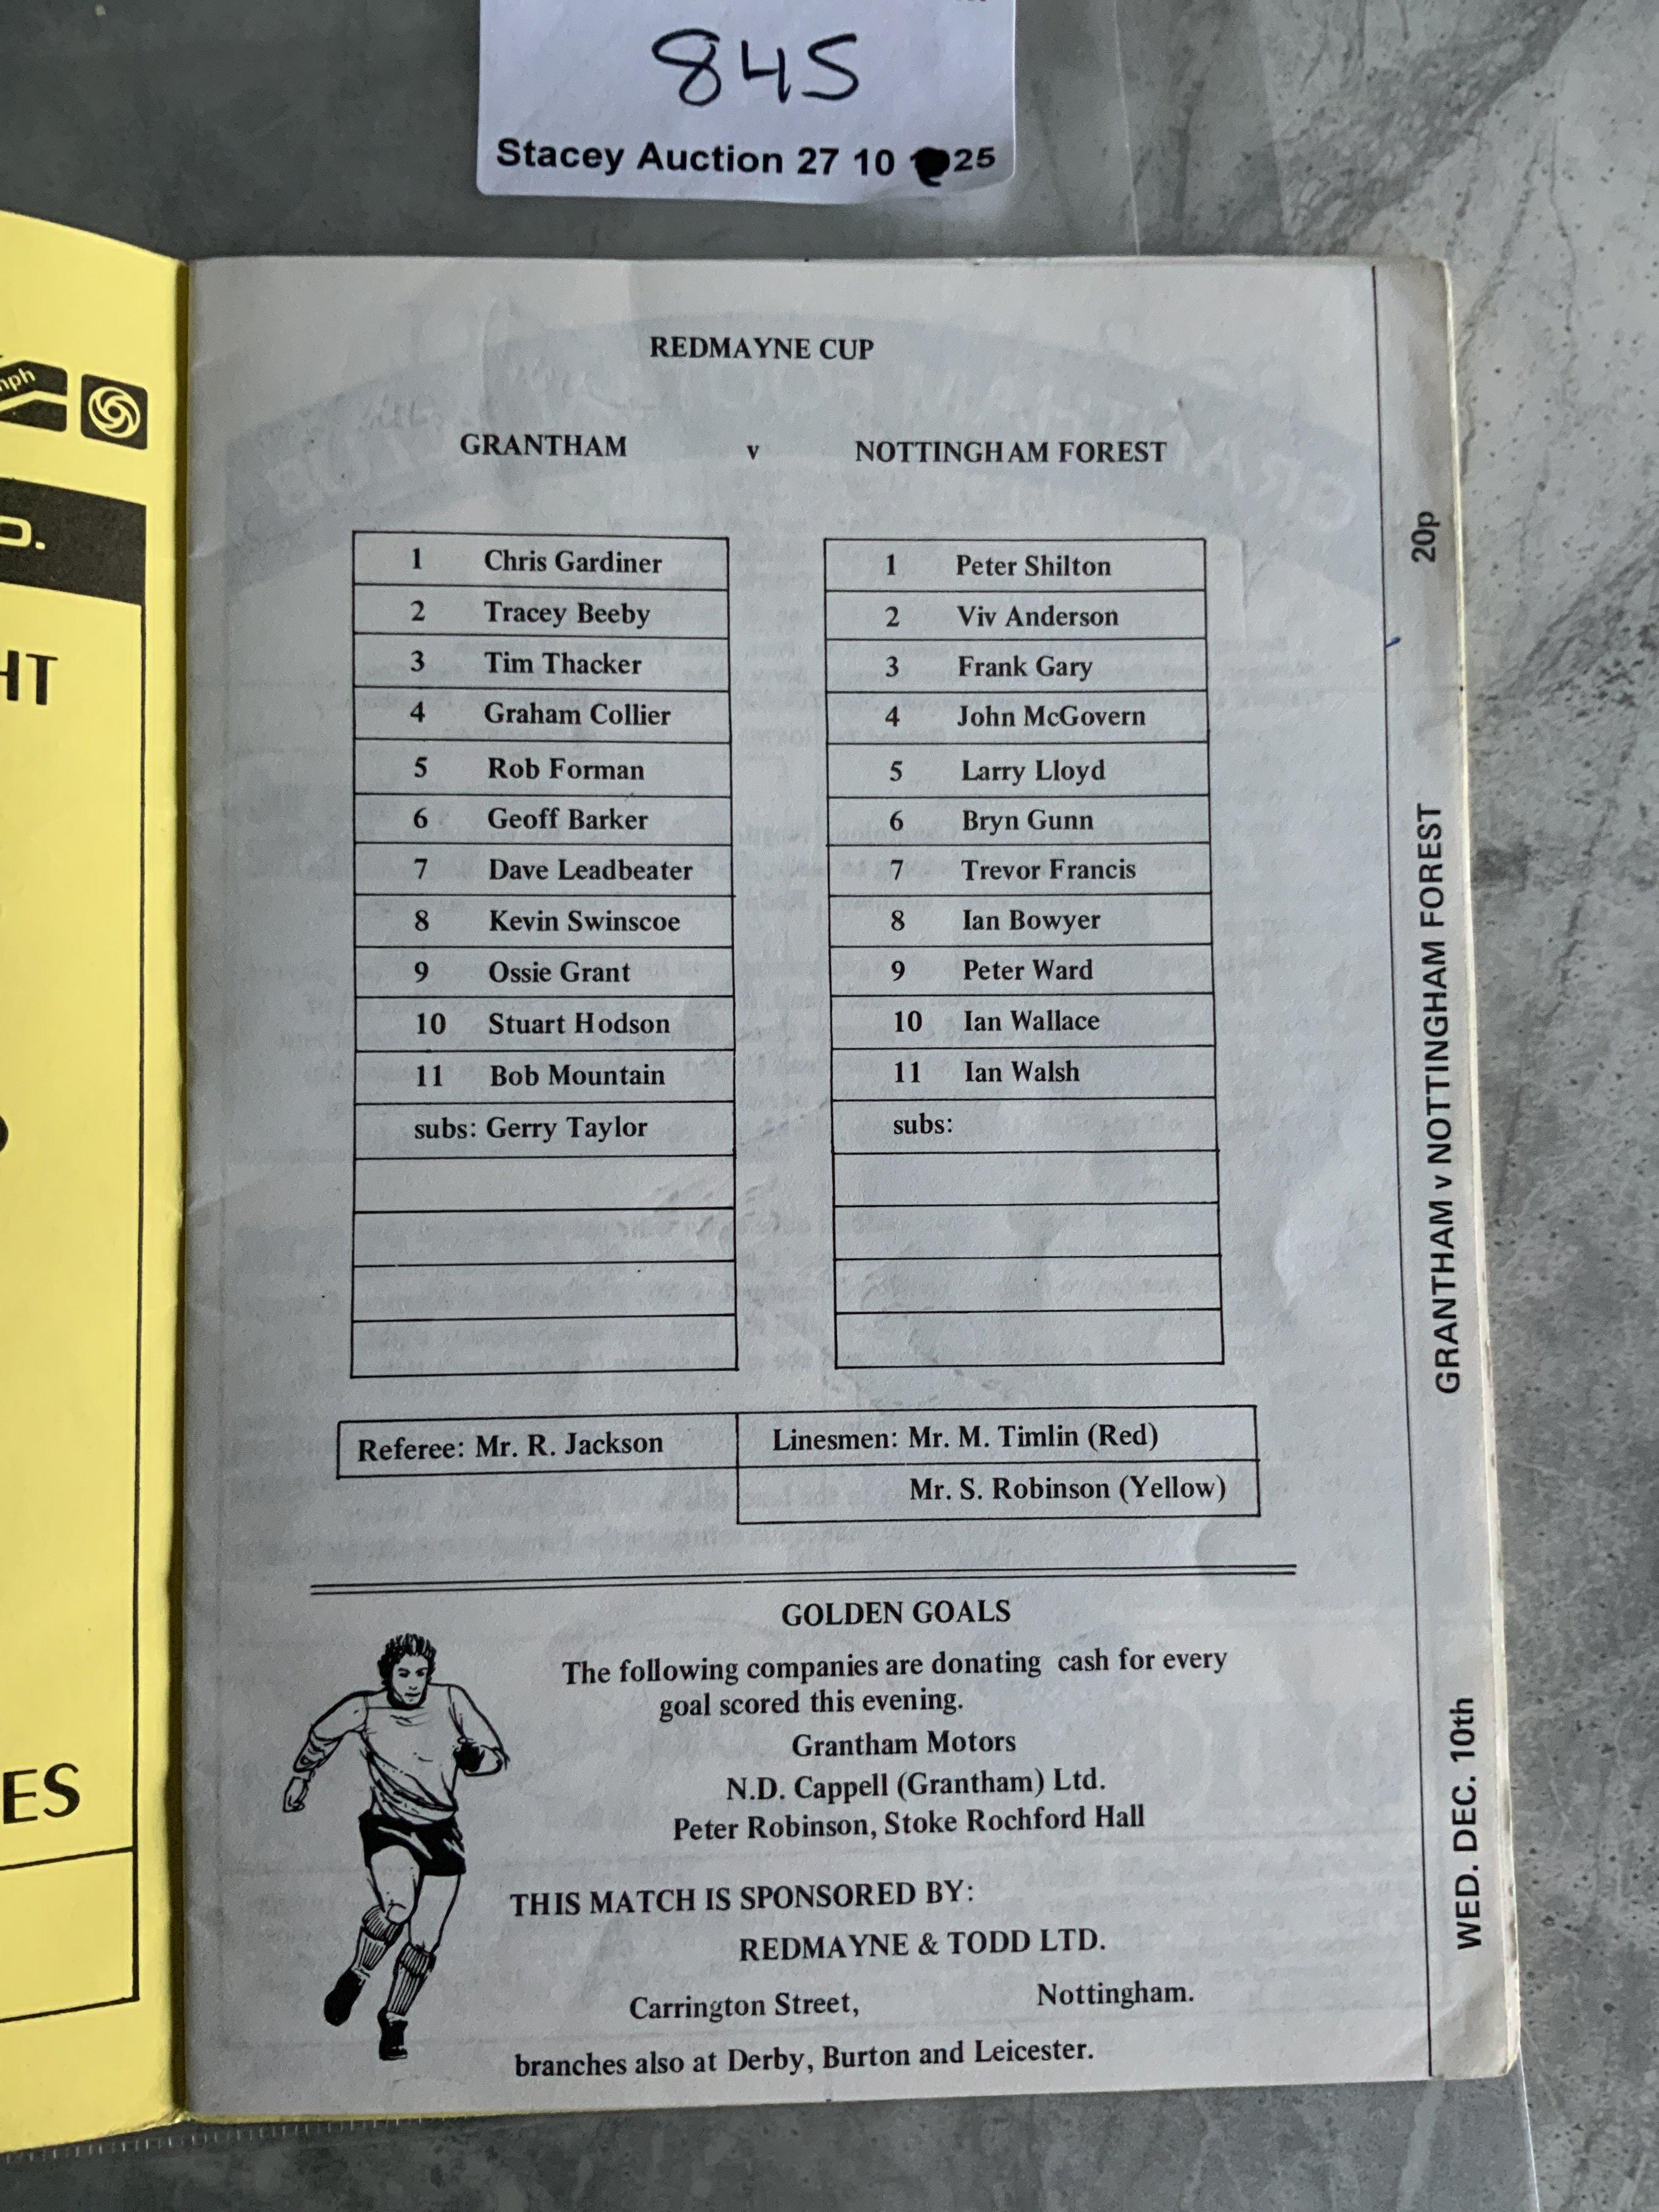 845
Stacey Auction 27 10 25
mph
D.
HT
ES
REDMAYNE CUP
GRANTHAM v NOTTINGHAM FOREST
1 Chris Gardiner
2 Tracey Beeby
3 Tim Thacker
4 Graham Collier
5 Rob Forman
6 Geoff Barker
7 Dave Leadbeater
8 Kevin Swinscoe
9 Ossie Grant
10 Stuart Hodson
11 Bob Mountain
subs: Gerry Taylor
1 Peter Shilton
2 Viv Anderson
3 Frank Gary
4 John McGovern
5 Larry Lloyd
6 Bryn Gunn
7 Trevor Francis
8 Ian Bowyer
9 Peter Ward
10 Ian Wallace
11 Ian Walsh
subs:
Referee: Mr. R. Jackson
Linesmen: Mr. M. Timlin (Red)
Mr. S. Robinson (Yellow)
GOLDEN GOALS
The following companies are donating cash for every
goal scored this evening.
Grantham Motors
N.D. Cappell (Grantham) Ltd.
Peter Robinson, Stoke Rochford Hall
THIS MATCH IS SPONSORED BY:
REDMAYNE & TODD LTD.
Carrington Street, Nottingham.
branches also at Derby, Burton and Leicester.
WED. DEC. 10th GRANTHAM v NOTTINGHAM FOREST 20p